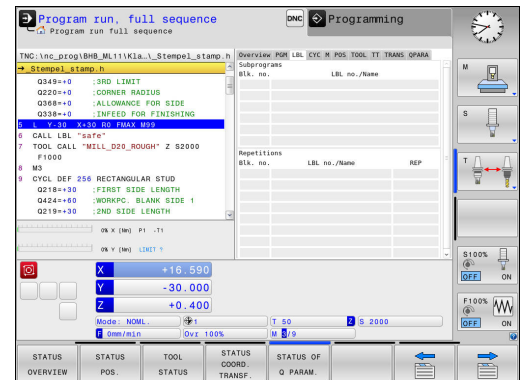 Program run, full sequence
DNC
Programming
Program run full sequence
TNC:\nc_prog\BHB_ML11\Kla…\_Stempel_stamp.h
Overview PGM LBL CYC M POS TOOL TT TRANS QPARA
→_Stempel_stamp.h
Q349=+0 ;3RD LIMIT
Q220=+0 ;CORNER RADIUS
Q368=+0 ;ALLOWANCE FOR SIDE
Q338=+0 ;INFEED FOR FINISHING
5 L Y-30 X+30 R0 FMAX M99
6 CALL LBL "safe"
7 TOOL CALL "MILL_D20_ROUGH" Z S2000
F1000
8 M3
9 CYCL DEF 256 RECTANGULAR STUD
Q218=+30 ;FIRST SIDE LENGTH
Q424=+60 ;WORKPC. BLANK SIDE 1
Q219=+30 ;2ND SIDE LENGTH
Subprograms
Blk. no. LBL no./Name
Repetitions
Blk. no. LBL no./Name REP
0% X [Nm] P1 -T1
0% Y [Nm] LIMIT 1
X +16.590
Y -30.000
Z +0.400
Mode: NOML. 1 T 50 Z S 2000
F 0mm/min Ovr 100% M 3/9
M
S
T
S100%
OFF ON
F100%
OFF ON
STATUS OVERVIEW
STATUS POS.
TOOL STATUS
STATUS COORD. TRANSF.
STATUS OF Q PARAM.